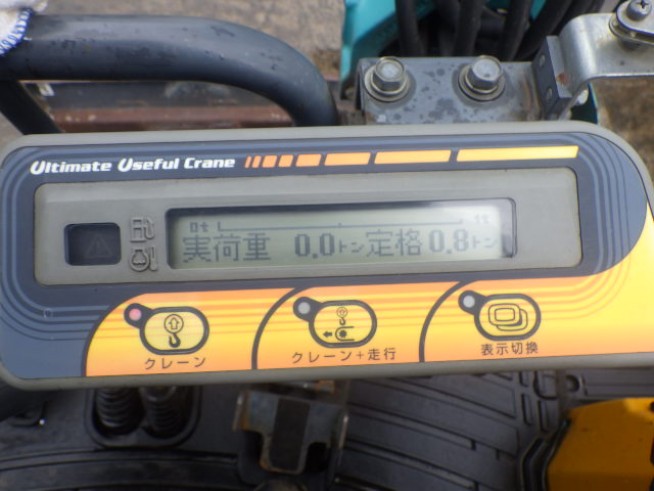 Ultimate Useful Crane
実荷重 0.0トン 定格 0.8トン
クレーン
クレーン+走行
表示切換